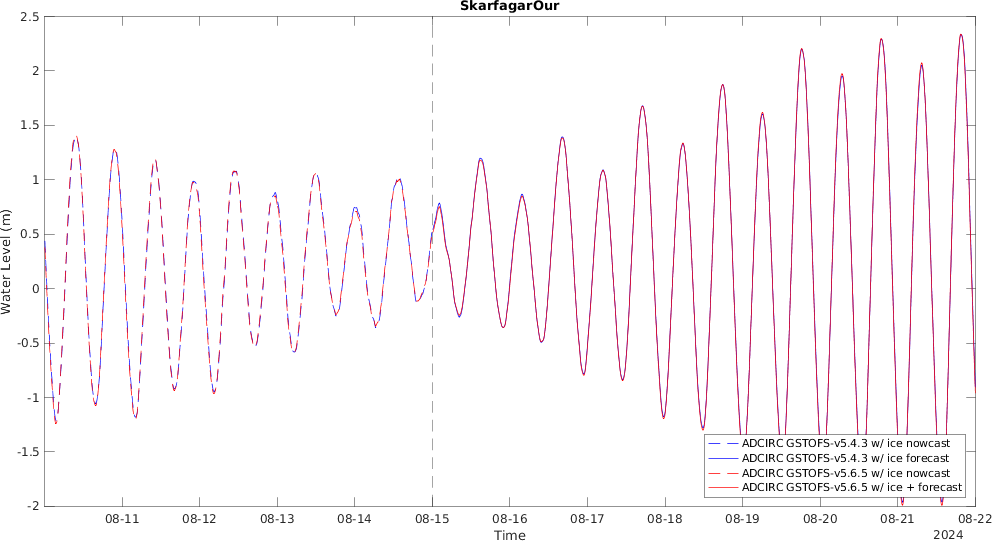 SkarfagarOur
2.5
2
1.5
1
0.5
0
-0.5
-1
-1.5
-2
Water Level (m)
ADCIRC GSTOFS-v5.4.3 w/ ice nowcast
ADCIRC GSTOFS-v5.4.3 w/ ice forecast
ADCIRC GSTOFS-v5.6.5 w/ ice nowcast
ADCIRC GSTOFS-v5.6.5 w/ ice + forecast
08-11 08-12 08-13 08-14 08-15 08-16 08-17 08-18 08-19 08-20 08-21 08-22
Time
2024